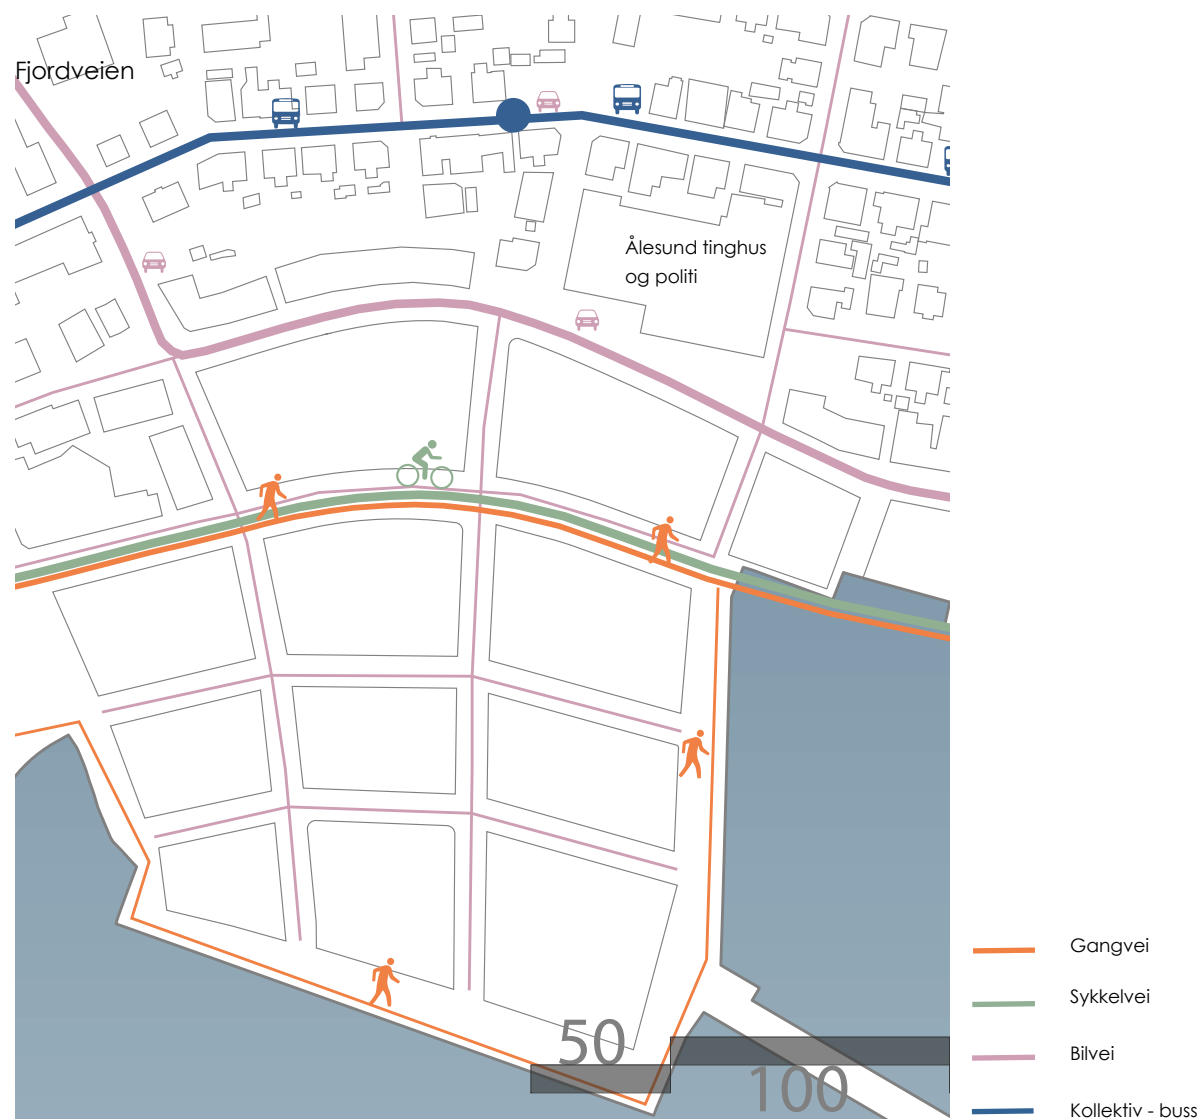 Fjordveien
Ålesund tinghus
og politi
50
100
Gangvei
Sykkelvei
Bilvei
Kollektiv - buss